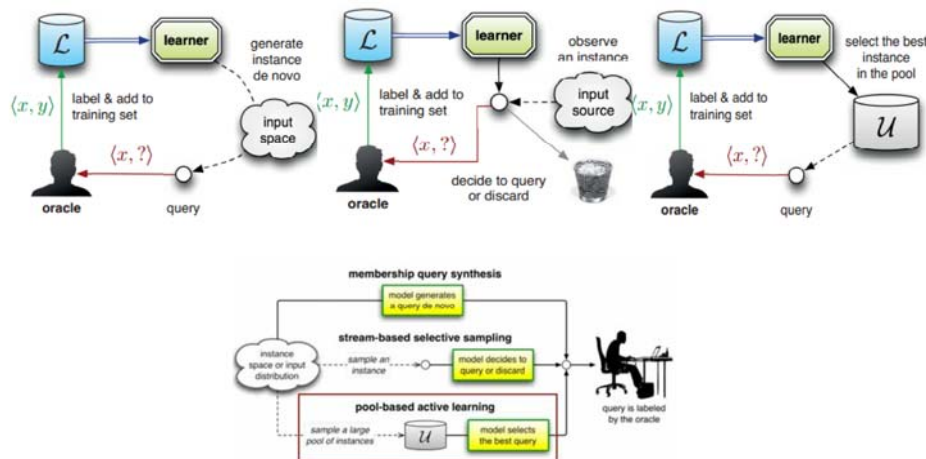 ℒ
learner
generate
instance
de novo
⟨x, y⟩
label & add to
training set
input
space
⟨x, ?⟩
oracle
query
ℒ
learner
observe
an instance
⟨x, y⟩
label & add to
training set
input
source
⟨x, ?⟩
decide to query
or discard
oracle
ℒ
learner
select the best
instance
in the pool
⟨x, y⟩
label & add to
training set
𝒰
⟨x, ?⟩
oracle
query
membership query synthesis
model generates
a query de novo
stream-based selective sampling
instance
space or input
distribution
sample an
instance
model decides to
query or discard
pool-based active learning
sample a large
pool of instances
𝒰
model selects
the best query
query is labeled
by the oracle